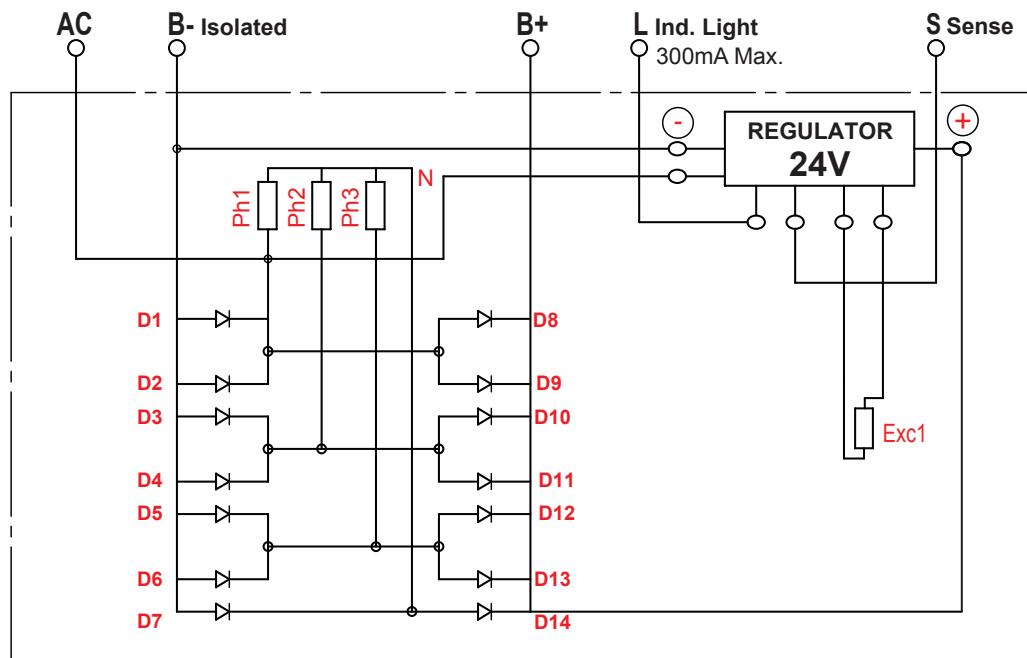 AC
B- Isolated
B+
L Ind. Light
300mA Max.
S Sense
-
REGULATOR
24V
+
N
Ph1
Ph2
Ph3
D1
D8
D2
D9
D3
D10
Exc1
D4
D11
D5
D12
D6
D13
D7
D14